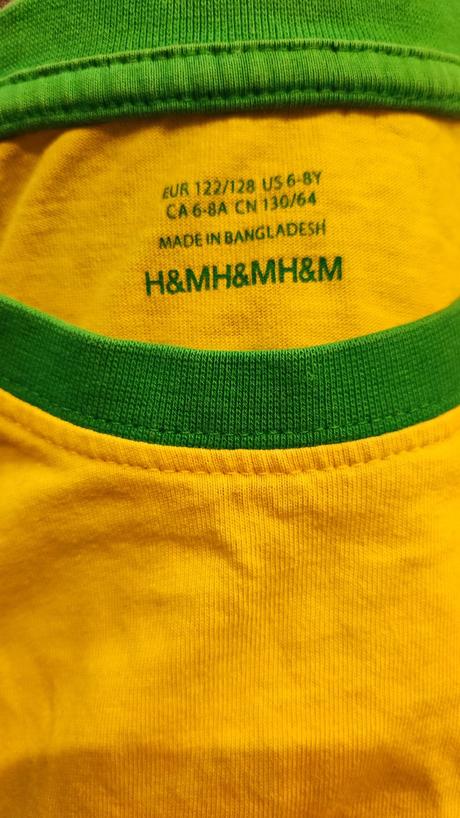 EUR 122/128 US 6-8Y
CA 6-8A CN 130/64
MADE IN BANGLADESH
H&MH&MH&M